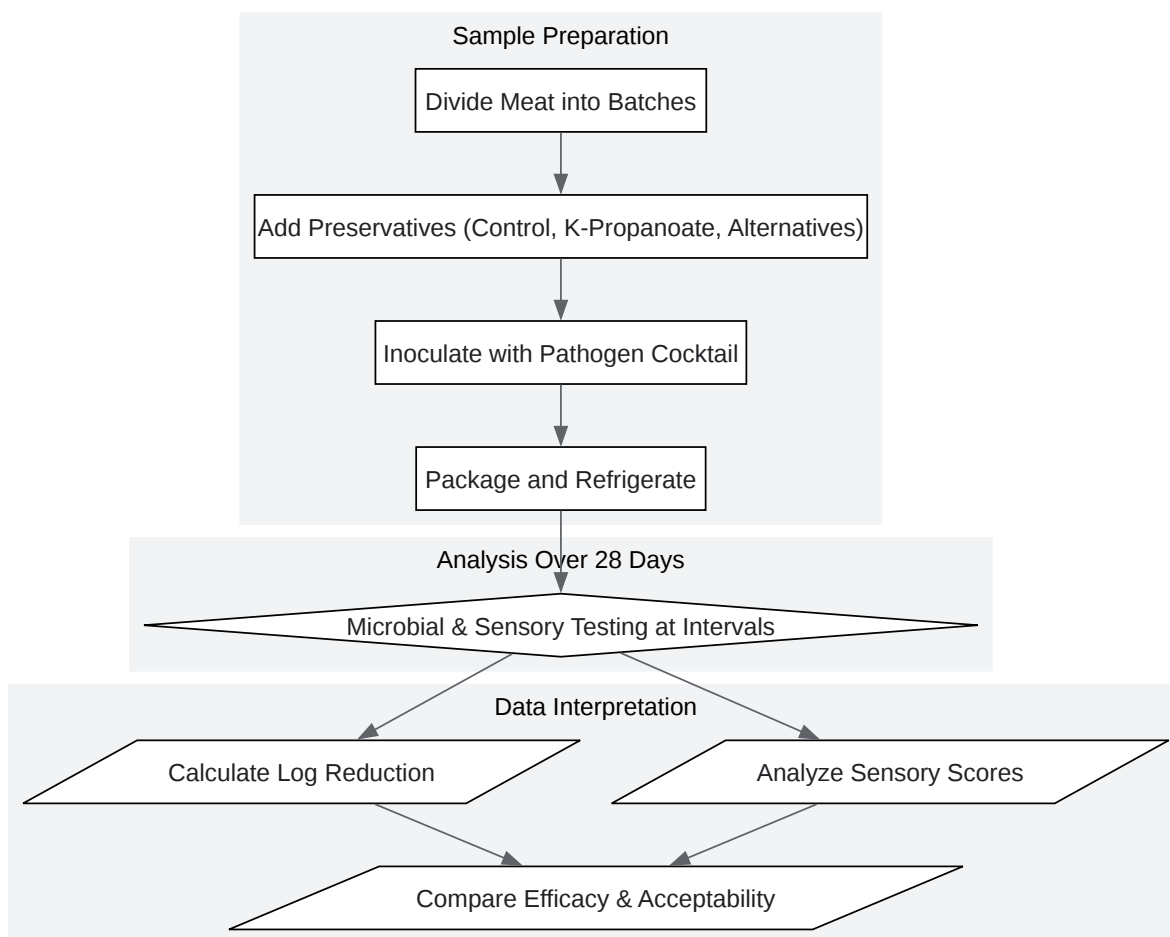 Sample Preparation
Divide Meat into Batches
Add Preservatives (Control, K-Propanoate, Alternatives)
Inoculate with Pathogen Cocktail
Package and Refrigerate
Analysis Over 28 Days
Microbial & Sensory Testing at Intervals
Data Interpretation
Calculate Log Reduction
Analyze Sensory Scores
Compare Efficacy & Acceptability